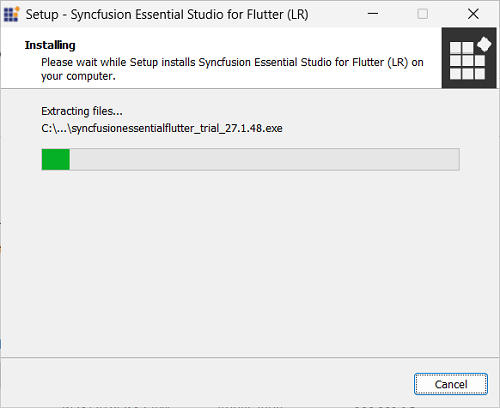 Setup - Syncfusion Essential Studio for Flutter (LR)
Installing
Please wait while Setup installs Syncfusion Essential Studio for Flutter (LR) on
your computer.
Extracting files...
C:\...\syncfusionessentialflutter_trial_27.1.48.exe
Cancel